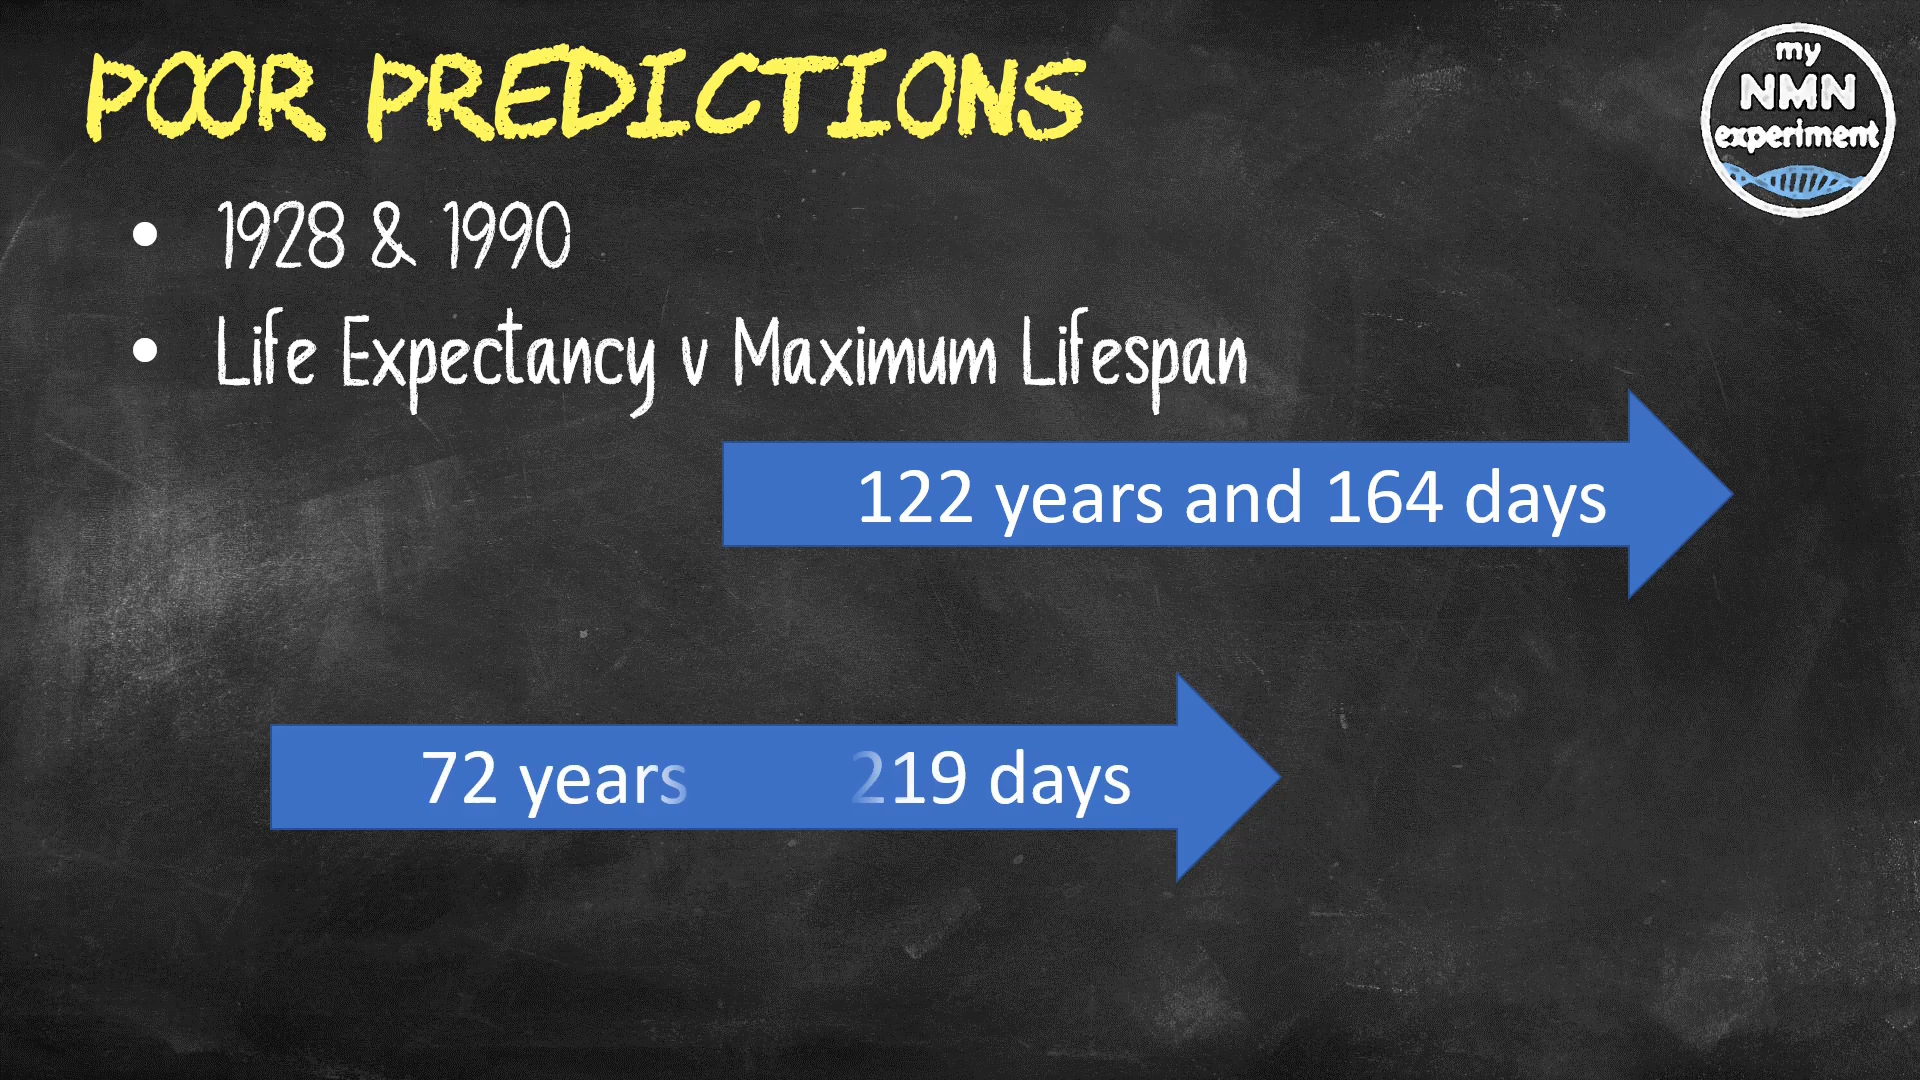 POOR PREDICTIONS
my
NMN
experiment
• 1928 & 1990
• Life Expectancy v Maximum Lifespan
122 years and 164 days
72 years 219 days